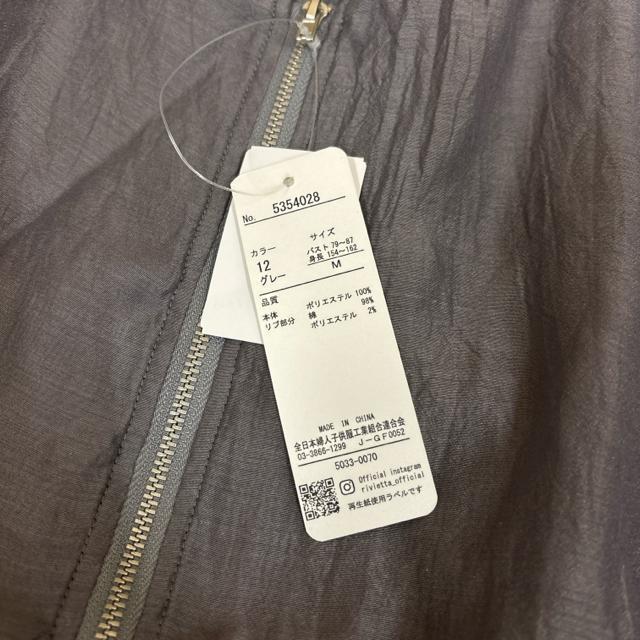 No. 5354028
カラー サイズ
12 バスト 79～87
グレー 身長 154～162
M
品質
本体 ポリエステル 100%
リブ部分 綿 98%
ポリエステル 2%
MADE IN CHINA
全日本婦人子供服工業組合連合会
03-3866-1299 J-GF0052
5033-0070
Official instagram
rivietta_official
再生紙使用ラベルです